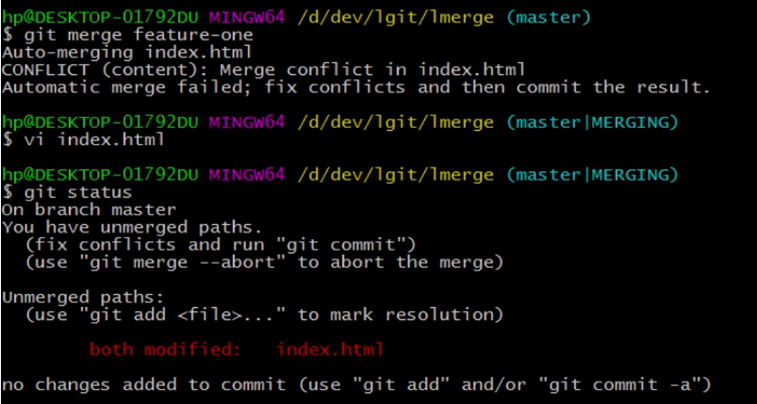 hp@DESKTOP-01792DU MINGW64 /d/dev/lgit/lmerge (master)
$ git merge feature-one
Auto-merging index.html
CONFLICT (content): Merge conflict in index.html
Automatic merge failed; fix conflicts and then commit the result.
hp@DESKTOP-01792DU MINGW64 /d/dev/lgit/lmerge (master|MERGING)
$ vi index.html
hp@DESKTOP-01792DU MINGW64 /d/dev/lgit/lmerge (master|MERGING)
$ git status
On branch master
You have unmerged paths.
  (fix conflicts and run "git commit")
  (use "git merge --abort" to abort the merge)
Unmerged paths:
  (use "git add <file>..." to mark resolution)
        both modified:   index.html
no changes added to commit (use "git add" and/or "git commit -a")